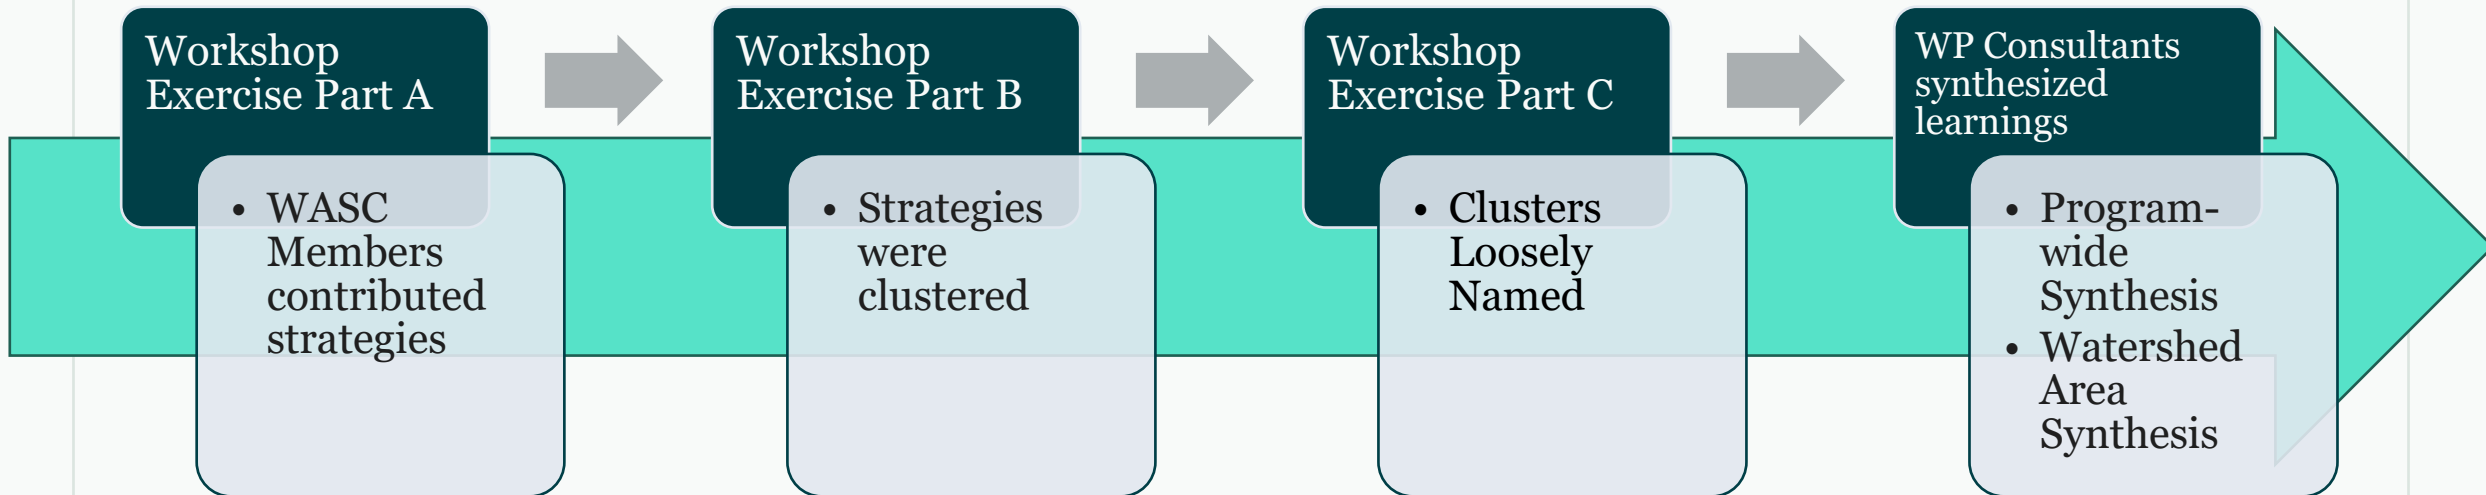 Workshop
Exercise Part A
• WASC
Members
contributed
strategies
Workshop
Exercise Part B
• Strategies
were
clustered
Workshop
Exercise Part C
• Clusters
Loosely
Named
WP Consultants
synthesized
learnings
• Program-
wide
Synthesis
• Watershed
Area
Synthesis